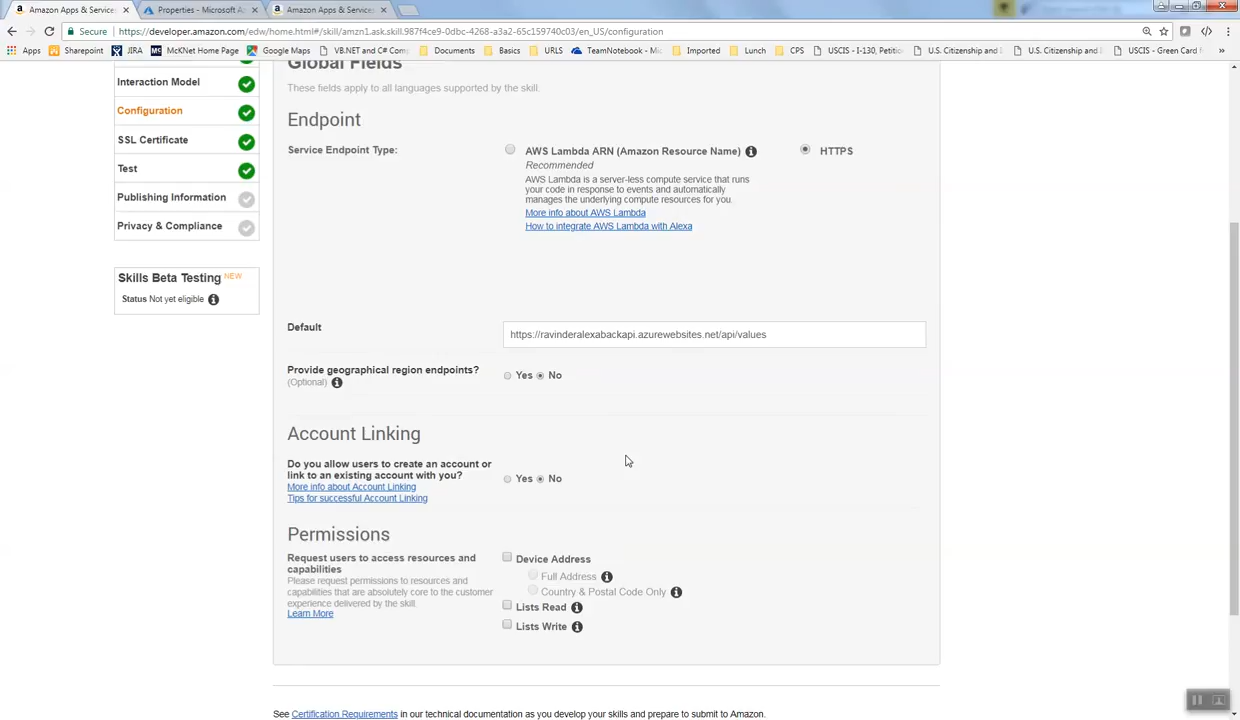 Amazon Apps & Service
Properties - Microsoft A
Amazon Apps & Services
Secure
https://developer.amazon.com/edw/home.html#/skill/amzn1.ask.skill.987f4ce9-0dbc-4268-a3a2-65c159740c03/en_US/configuration
Apps
Sharepoint
JIRA
McKNet Home Page
Google Maps
VB.NET and C# Com
Documents
Basics
URLS
TeamNotebook - Mi
Imported
Lunch
CPS
USCIS - I-130, Petiti
U.S. Citizenship and
U.S. Citizenship and
USCIS - Green Card
»
Global Fields
These fields apply to all languages supported by the skill.
Interaction Model
Configuration
SSL Certificate
Test
Publishing Information
Privacy & Compliance
Skills Beta Testing NEW
Status Not yet eligible
Endpoint
Service Endpoint Type:
AWS Lambda ARN (Amazon Resource Name)
HTTPS
Recommended
AWS Lambda is a server-less compute service that runs
your code in response to events and automatically
manages the underlying compute resources for you.
More info about AWS Lambda
How to integrate AWS Lambda with Alexa
Default
https://ravinderalexabackapi.azurewebsites.net/api/values
Provide geographical region endpoints?
(Optional)
Yes No
Account Linking
Do you allow users to create an account or
link to an existing account with you?
Yes No
More info about Account Linking
Tips for successful Account Linking
Permissions
Request users to access resources and
capabilities
Please request permissions to resources and
capabilities that are absolutely core to the customer
experience delivered by the skill.
Learn More
Device Address
Full Address
Country & Postal Code Only
Lists Read
Lists Write
See Certification Requirements in our technical documentation as you develop your skills and prepare to submit to Amazon.